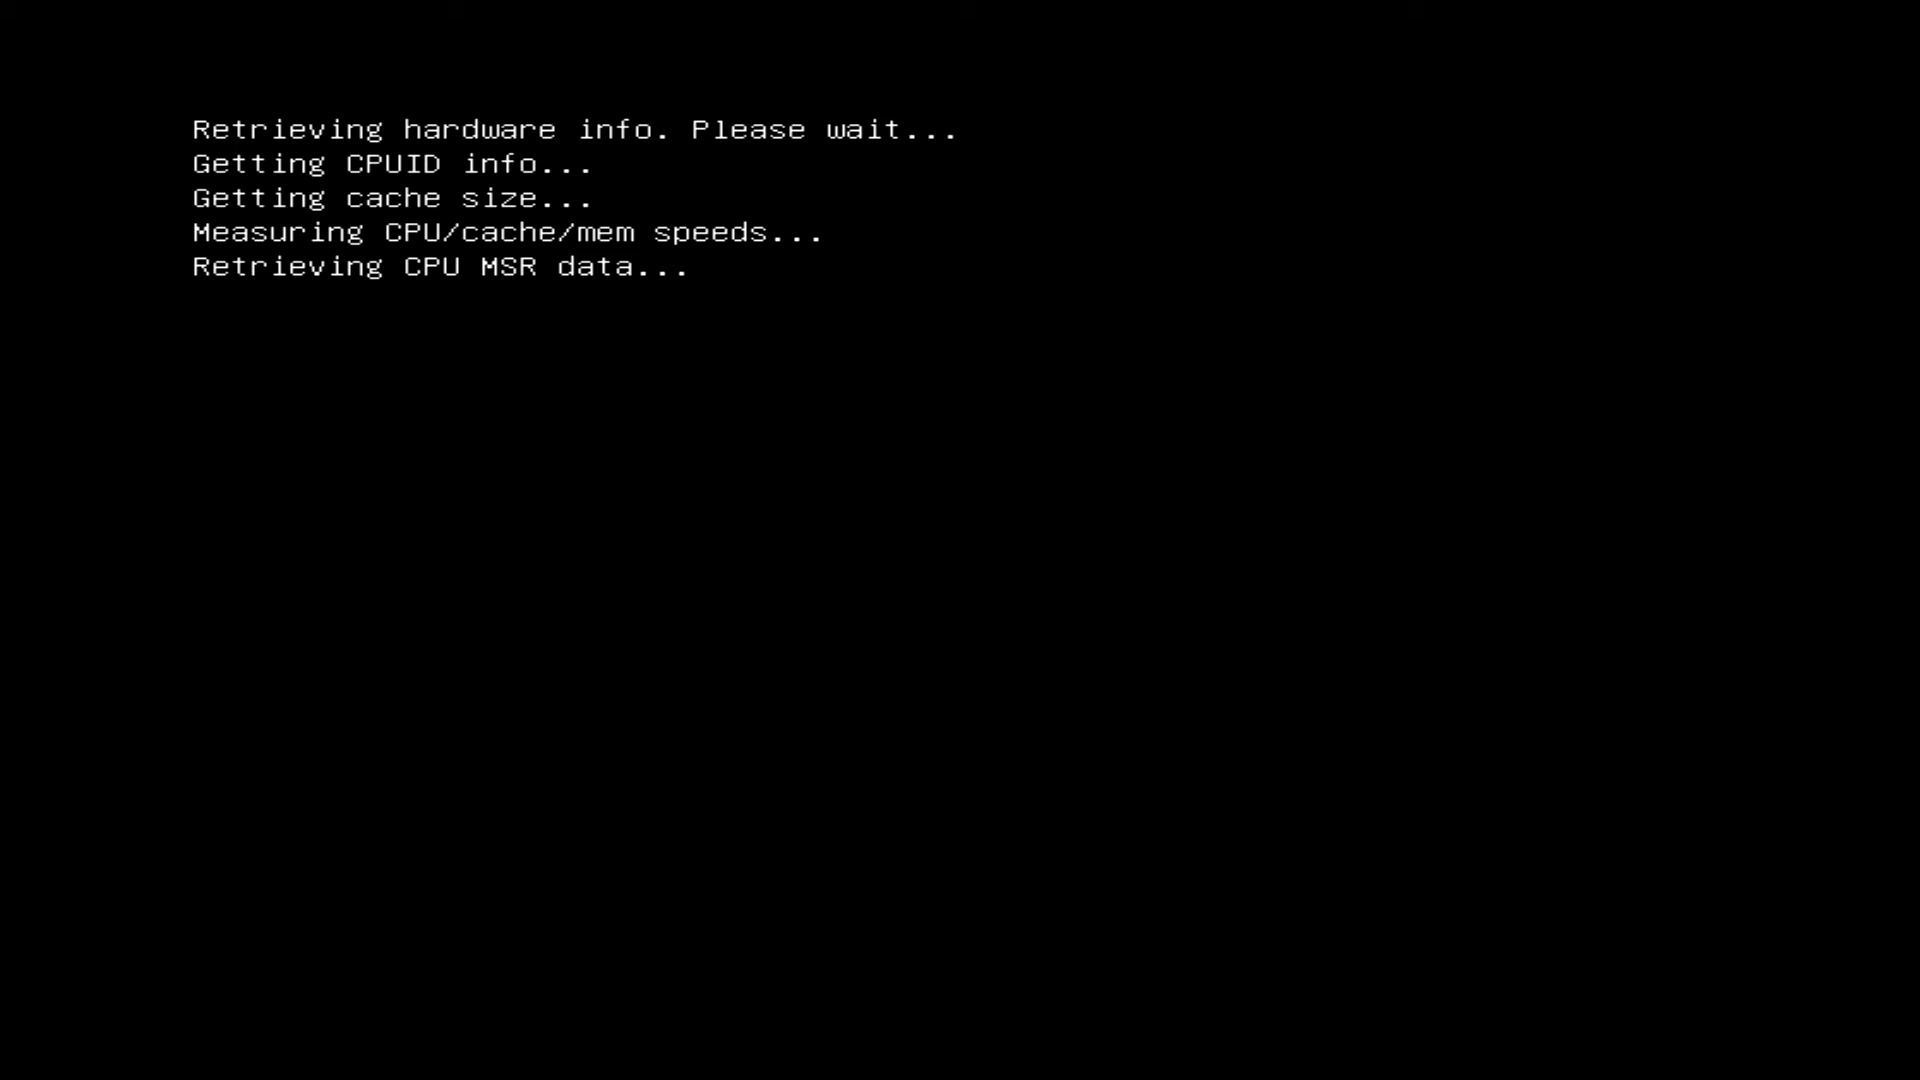 Retrieving hardware info. Please wait...
Getting CPUID info...
Getting cache size...
Measuring CPU/cache/mem speeds...
Retrieving CPU MSR data...